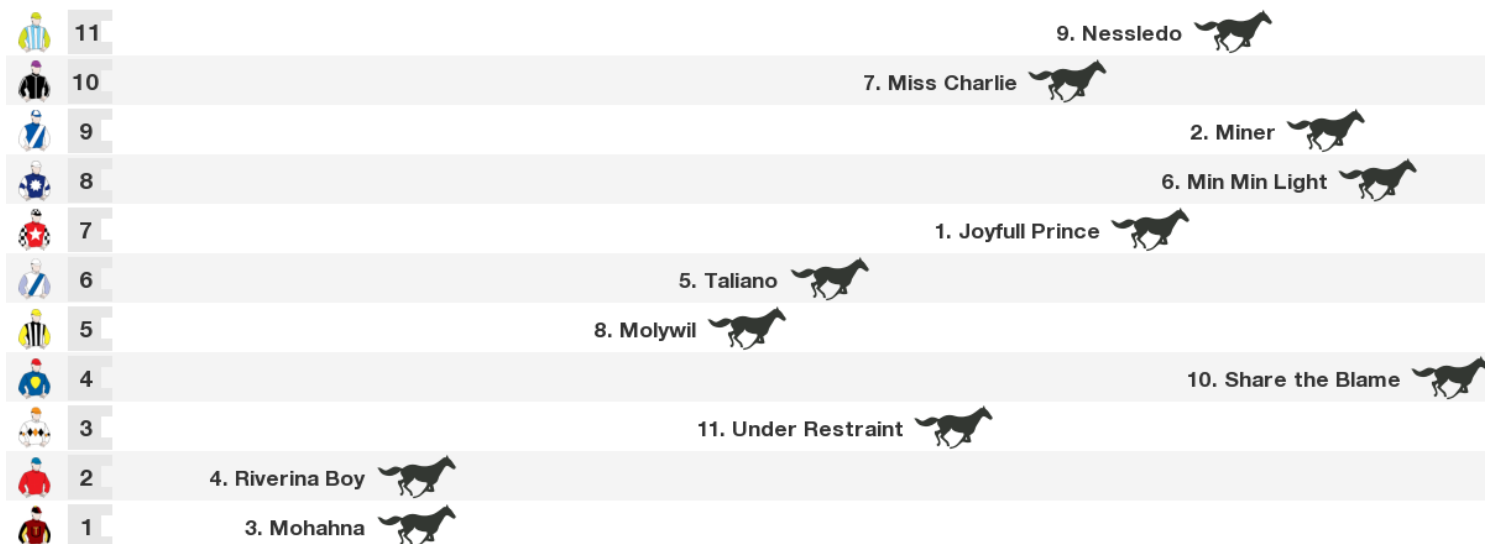 11 9. Nessledo
10 7. Miss Charlie
9 2. Miner
8 6. Min Min Light
7 1. Joyfull Prince
6 5. Taliano
5 8. Molywil
4 10. Share the Blame
3 11. Under Restraint
2 4. Riverina Boy
1 3. Mohahna